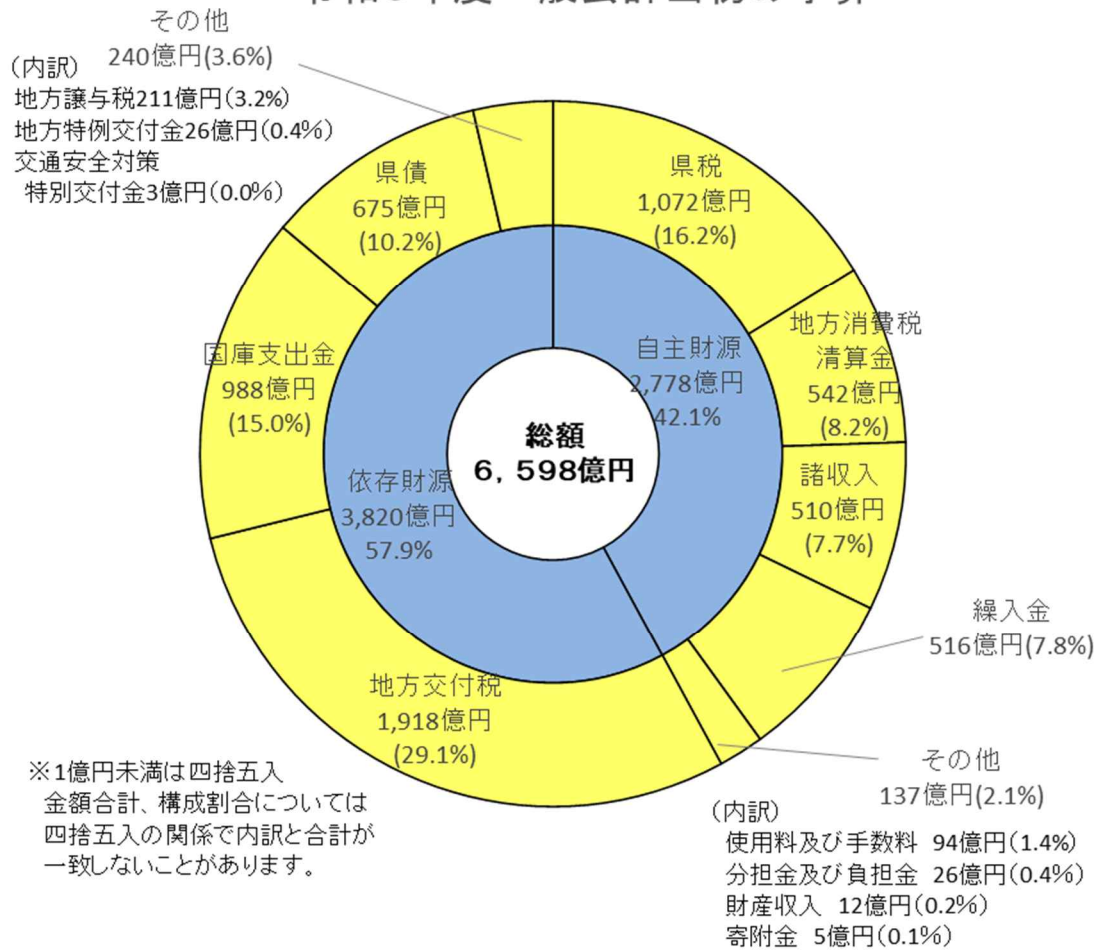 その他
240億円(3.6%)
(内訳)
地方譲与税211億円(3.2%)
地方特例交付金26億円(0.4%)
交通安全対策
特別交付金3億円(0.0%)
県債
675億円
(10.2%)
県税
1,072億円
(16.2%)
地方消費税
清算金
542億円
(8.2%)
国庫支出金
988億円
(15.0%)
自主財源
2,778億円
42.1%
総額
6,598億円
依存財源
3,820億円
57.9%
諸収入
510億円
(7.7%)
繰入金
516億円(7.8%)
地方交付税
1,918億円
(29.1%)
その他
137億円(2.1%)
(内訳)
使用料及び手数料 94億円(1.4%)
分担金及び負担金 26億円(0.4%)
財産収入 12億円(0.2%)
寄附金 5億円(0.1%)
※1億円未満は四捨五入
金額合計、構成割合については
四捨五入の関係で内訳と合計が
一致しないことがあります。